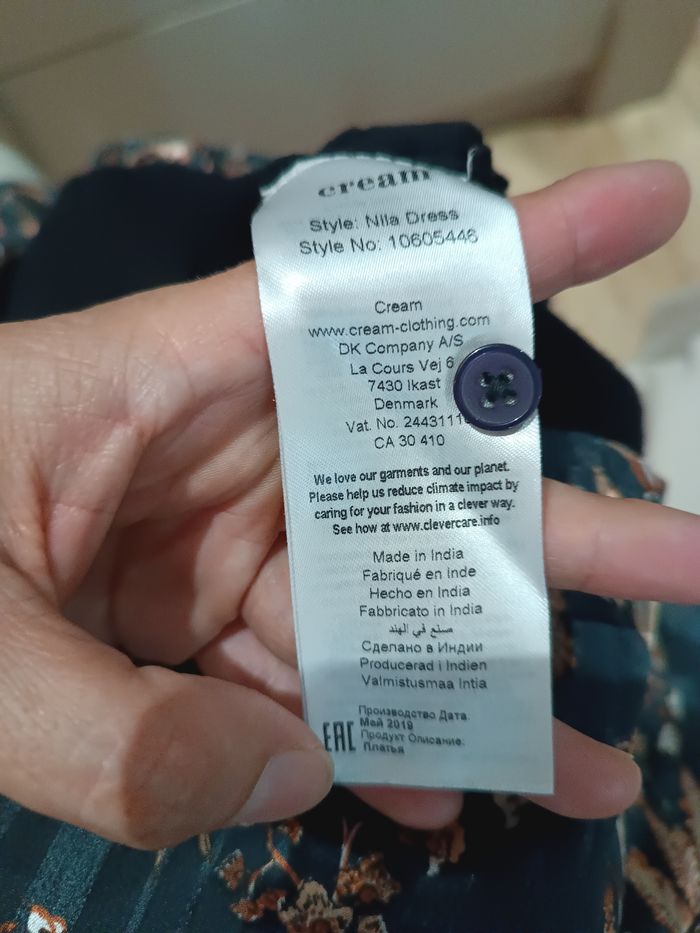 cream
Style: Nila Dress
Style No: 10605446
Cream
www.cream-clothing.com
DK Company A/S
La Cours Vej 6
7430 Ikast
Denmark
Vat. No.
CA 30 410
We love our garments and our planet.
Please help us reduce climate impact by
caring for your fashion in a clever way.
See how at www.clevercare.info
Made in India
Fabriqué en Inde
Hecho en India
Fabbricato in India
صنع في الهند
Сделано в Индии
Producerad i Indien
Valmistusmaa Intia
Производство Дата:
Май 2019
EAC Продукт Описание:
Платья